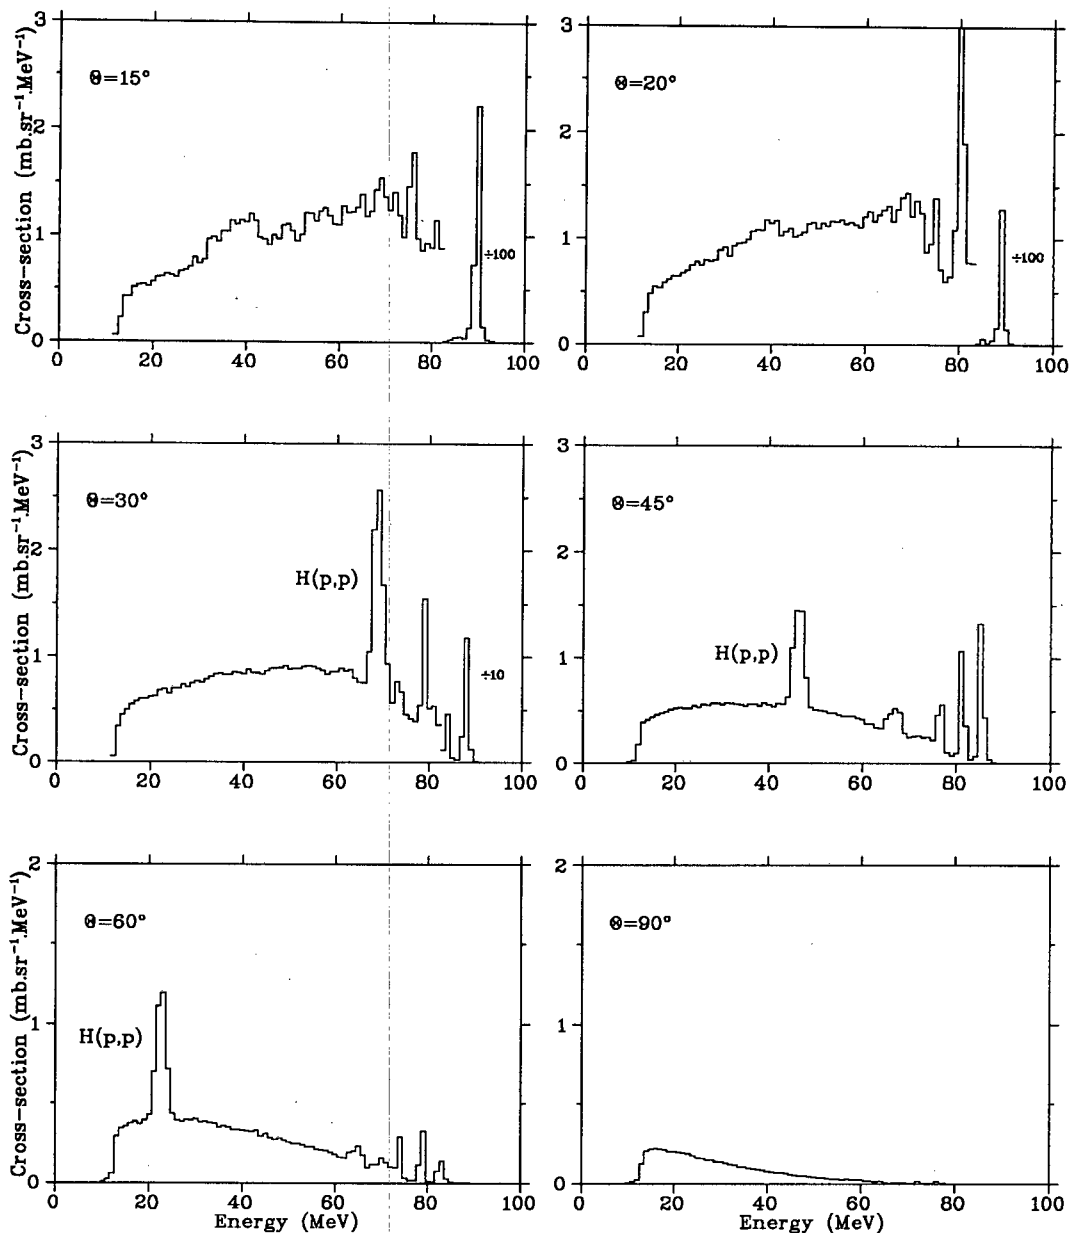 Cross-section (mb.sr⁻¹.MeV⁻¹)
3
2
1
0
Θ=15°
÷100
0 20 40 60 80 100
3
2
1
0
Θ=20°
÷100
0 20 40 60 80 100
Cross-section (mb.sr⁻¹.MeV⁻¹)
3
2
1
0
Θ=30°
H(p,p)
÷10
0 20 40 60 80 100
3
2
1
0
Θ=45°
H(p,p)
0 20 40 60 80 100
Cross-section (mb.sr⁻¹.MeV⁻¹)
2
1
0
Θ=60°
H(p,p)
0 20 40 60 80 100
Energy (MeV)
2
1
0
Θ=90°
0 20 40 60 80 100
Energy (MeV)